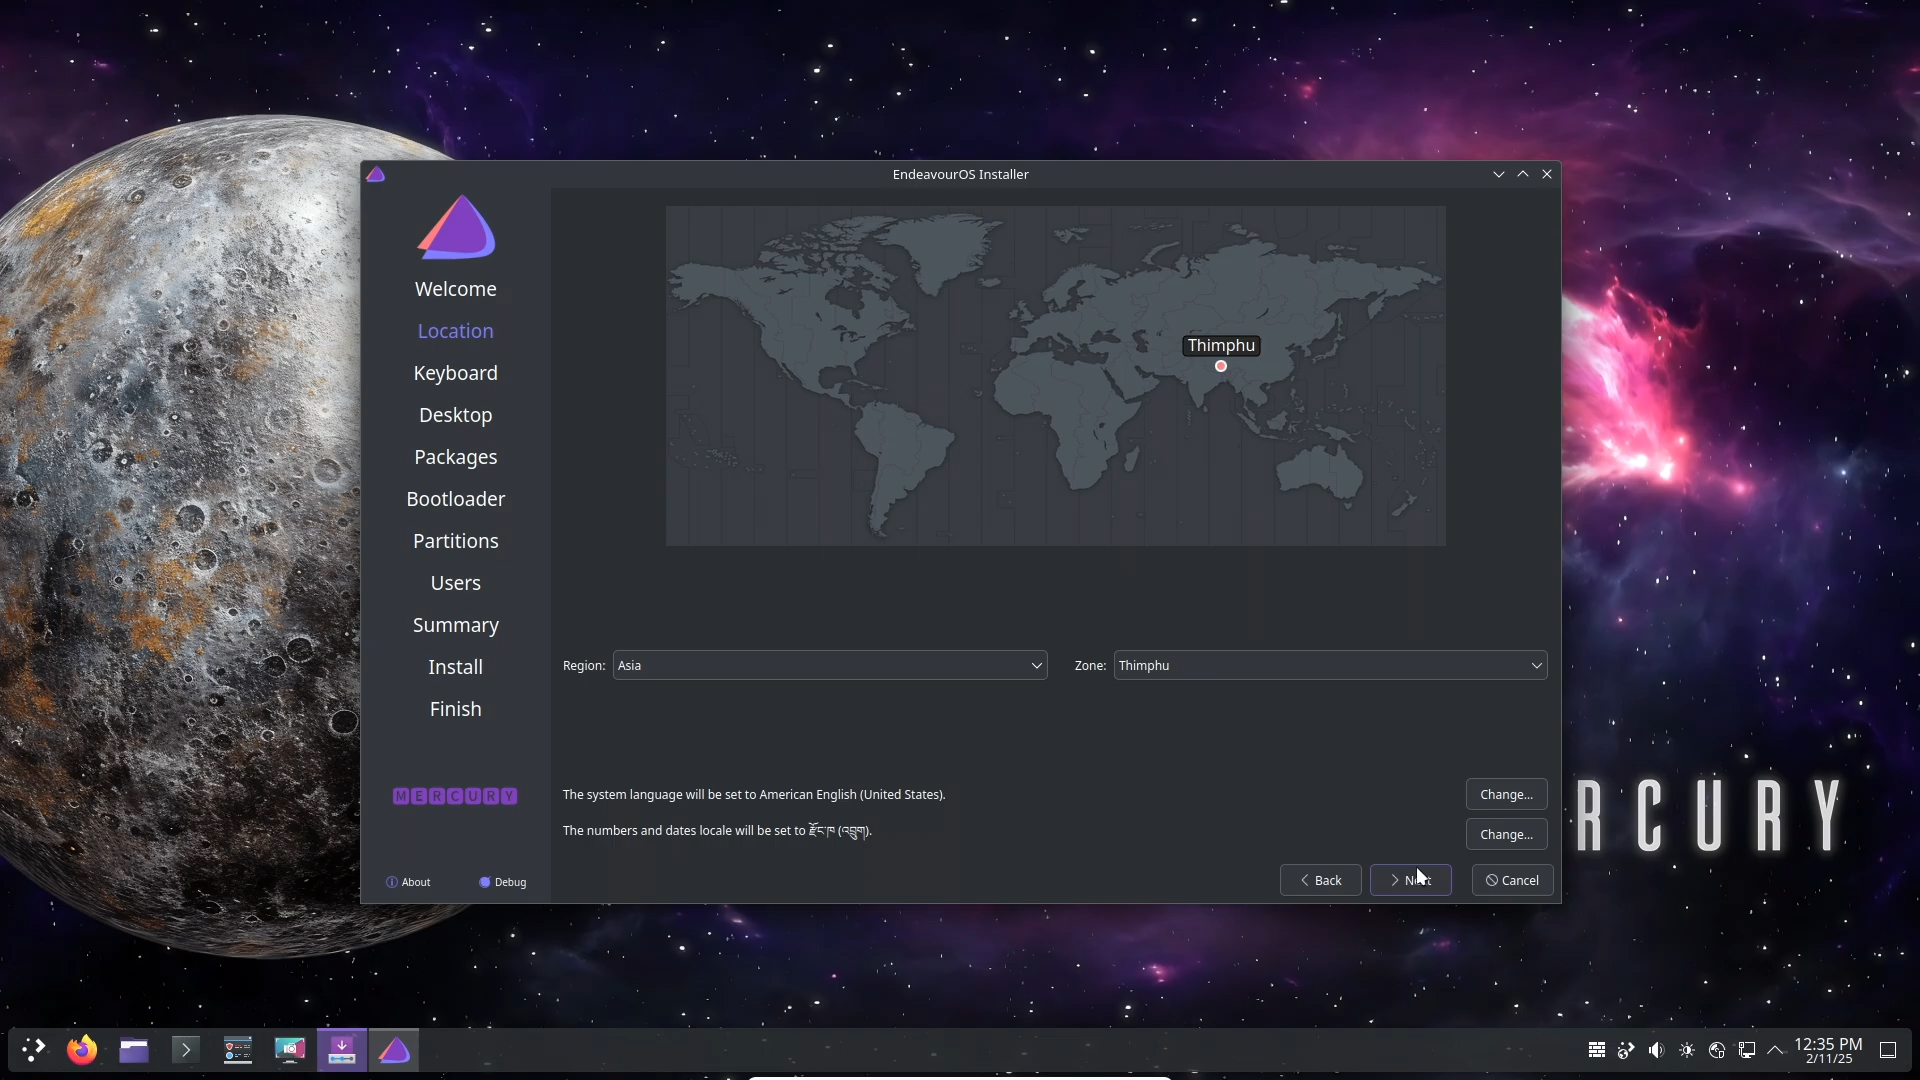 EndeavourOS Installer
Welcome
Location
Keyboard
Desktop
Packages
Bootloader
Partitions
Users
Summary
Install
Finish
MERCURY
About
Debug
Thimphu
Region: Asia
Zone: Thimphu
The system language will be set to American English (United States).
Change...
The numbers and dates locale will be set to རྫོང་ཁ (འབྲུག).
Change...
Back
Cancel
RCURY
12:35 PM
2/11/25